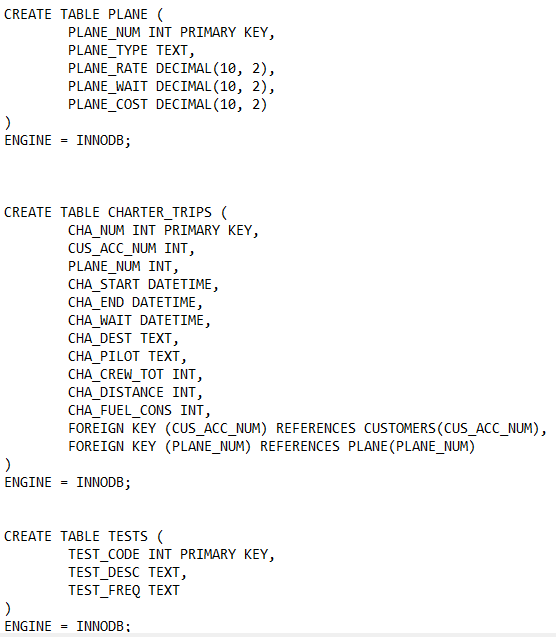 CREATE TABLE PLANE (
PLANE_NUM INT PRIMARY KEY,
PLANE_TYPE TEXT,
PLANE_RATE DECIMAL(10, 2),
PLANE_WAIT DECIMAL(10, 2),
PLANE_COST DECIMAL(10, 2)
)
ENGINE = INNODB;
CREATE TABLE CHARTER_TRIPS (
CHA_NUM INT PRIMARY KEY,
CUS_ACC_NUM INT,
PLANE_NUM INT,
CHA_START DATETIME,
CHA_END DATETIME,
CHA_WAIT DATETIME,
CHA_DEST TEXT,
CHA_PILOT TEXT,
CHA_CREW_TOT INT,
CHA_DISTANCE INT,
CHA_FUEL_CONS INT,
FOREIGN KEY (CUS_ACC_NUM) REFERENCES CUSTOMERS(CUS_ACC_NUM),
FOREIGN KEY (PLANE_NUM) REFERENCES PLANE(PLANE_NUM)
)
ENGINE = INNODB;
CREATE TABLE TESTS (
TEST_CODE INT PRIMARY KEY,
TEST_DESC TEXT,
TEST_FREQ TEXT
)
ENGINE = INNODB;